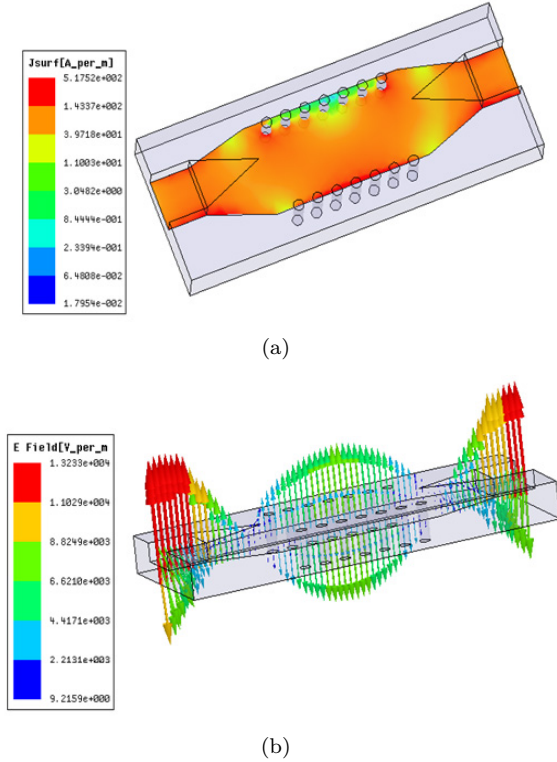 Jsurf[A_per_m]
5.1752e+002
1.4337e+002
3.9718e+001
1.1003e+001
3.0482e+000
8.4444e-001
2.3394e-001
6.4808e-002
1.7954e-002
(a)
E Field[V_per_m
1.3233e+004
1.1029e+004
8.8249e+003
6.6210e+003
4.4171e+003
2.2131e+003
9.2159e+000
(b)